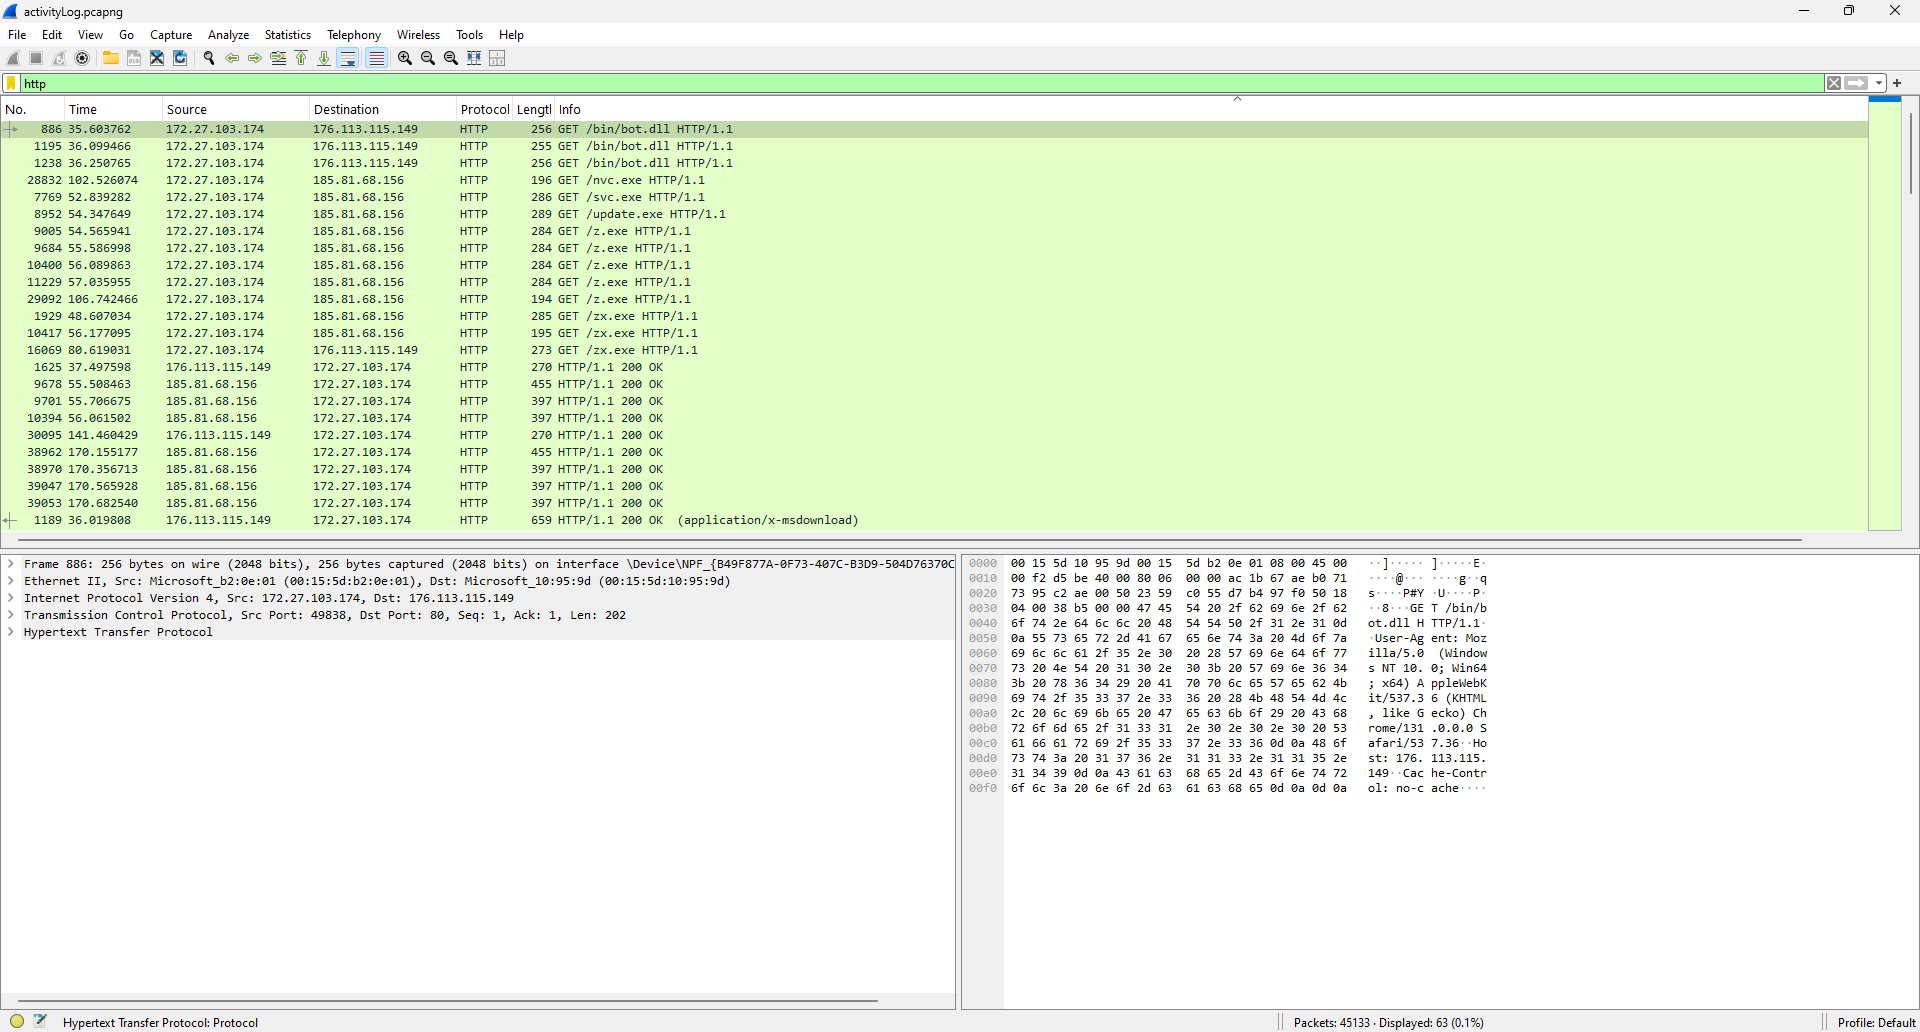 activityLog.pcapng
File Edit View Go Capture Analyze Statistics Telephony Wireless Tools Help
http
No. Time Source Destination Protocol Lengtl Info
886 35.603762 172.27.103.174 176.113.115.149 HTTP 256 GET /bin/bot.dll HTTP/1.1
1195 36.099466 172.27.103.174 176.113.115.149 HTTP 255 GET /bin/bot.dll HTTP/1.1
1238 36.250765 172.27.103.174 176.113.115.149 HTTP 256 GET /bin/bot.dll HTTP/1.1
28832 102.526074 172.27.103.174 185.81.68.156 HTTP 196 GET /nvc.exe HTTP/1.1
7769 52.839282 172.27.103.174 185.81.68.156 HTTP 286 GET /svc.exe HTTP/1.1
8952 54.347649 172.27.103.174 185.81.68.156 HTTP 289 GET /update.exe HTTP/1.1
9005 54.565941 172.27.103.174 185.81.68.156 HTTP 284 GET /z.exe HTTP/1.1
9684 55.586998 172.27.103.174 185.81.68.156 HTTP 284 GET /z.exe HTTP/1.1
10400 56.089863 172.27.103.174 185.81.68.156 HTTP 284 GET /z.exe HTTP/1.1
11229 57.035955 172.27.103.174 185.81.68.156 HTTP 284 GET /z.exe HTTP/1.1
29092 106.742466 172.27.103.174 185.81.68.156 HTTP 194 GET /z.exe HTTP/1.1
1929 48.607034 172.27.103.174 185.81.68.156 HTTP 285 GET /zx.exe HTTP/1.1
10417 56.177095 172.27.103.174 185.81.68.156 HTTP 195 GET /zx.exe HTTP/1.1
16069 80.619031 172.27.103.174 176.113.115.149 HTTP 273 GET /zx.exe HTTP/1.1
1625 37.497598 176.113.115.149 172.27.103.174 HTTP 270 HTTP/1.1 200 OK
9678 55.508463 185.81.68.156 172.27.103.174 HTTP 455 HTTP/1.1 200 OK
9701 55.706675 185.81.68.156 172.27.103.174 HTTP 397 HTTP/1.1 200 OK
10394 56.061502 185.81.68.156 172.27.103.174 HTTP 397 HTTP/1.1 200 OK
30095 141.460429 176.113.115.149 172.27.103.174 HTTP 270 HTTP/1.1 200 OK
38962 170.155177 185.81.68.156 172.27.103.174 HTTP 455 HTTP/1.1 200 OK
38970 170.356713 185.81.68.156 172.27.103.174 HTTP 397 HTTP/1.1 200 OK
39047 170.565928 185.81.68.156 172.27.103.174 HTTP 397 HTTP/1.1 200 OK
39053 170.682540 185.81.68.156 172.27.103.174 HTTP 397 HTTP/1.1 200 OK
1189 36.019808 176.113.115.149 172.27.103.174 HTTP 659 HTTP/1.1 200 OK (application/x-msdownload)
Frame 886: 256 bytes on wire (2048 bits), 256 bytes captured (2048 bits) on interface \Device\NPF_{B49F877A-0F73-407C-B3D9-504D76370C
Ethernet II, Src: Microsoft_b2:0e:01 (00:15:5d:b2:0e:01), Dst: Microsoft_10:95:9d (00:15:5d:10:95:9d)
Internet Protocol Version 4, Src: 172.27.103.174, Dst: 176.113.115.149
Transmission Control Protocol, Src Port: 49838, Dst Port: 80, Seq: 1, Ack: 1, Len: 202
Hypertext Transfer Protocol
0000 00 15 5d 10 95 9d 00 15 5d b2 0e 01 08 00 45 00 ··]····· ]·····E·
0010 00 f2 d5 be 40 00 80 06 00 00 ac 1b 67 ae b0 71 ····@··· ····g··q
0020 73 95 c2 ae 00 50 23 59 c0 55 d7 b4 97 f0 50 18 s····P#Y ·U····P·
0030 04 00 38 b5 00 00 47 45 54 20 2f 62 69 6e 2f 62 ··8···GE T /bin/b
0040 6f 74 2e 64 6c 6c 20 48 54 54 50 2f 31 2e 31 0d ot.dll H TTP/1.1·
0050 0a 55 73 65 72 2d 41 67 65 6e 74 3a 20 4d 6f 7a ·User-Ag ent: Moz
0060 69 6c 6c 61 2f 35 2e 30 20 28 57 69 6e 64 6f 77 illa/5.0 (Window
0070 73 20 4e 54 20 31 30 2e 30 3b 20 57 69 6e 36 34 s NT 10. 0; Win64
0080 3b 20 78 36 34 29 20 41 70 70 6c 65 57 65 62 4b ; x64) A ppleWebK
0090 69 74 2f 35 33 37 2e 33 36 20 28 4b 48 54 4d 4c it/537.3 6 (KHTML
00a0 2c 20 6c 69 6b 65 20 47 65 63 6b 6f 29 20 43 68 , like G ecko) Ch
00b0 72 6f 6d 65 2f 31 33 31 2e 30 2e 30 2e 30 20 53 rome/131 .0.0.0 S
00c0 61 66 61 72 69 2f 35 33 37 2e 33 36 0d 0a 48 6f afari/53 7.36··Ho
00d0 73 74 3a 20 31 37 36 2e 31 31 33 2e 31 31 35 2e st: 176. 113.115.
00e0 31 34 39 0d 0a 43 61 63 68 65 2d 43 6f 6e 74 72 149··Cac he-Contr
00f0 6f 6c 3a 20 6e 6f 2d 63 61 63 68 65 0d 0a 0d 0a ol: no-c ache····
Hypertext Transfer Protocol: Protocol Packets: 45133 · Displayed: 63 (0.1%) Profile: Default